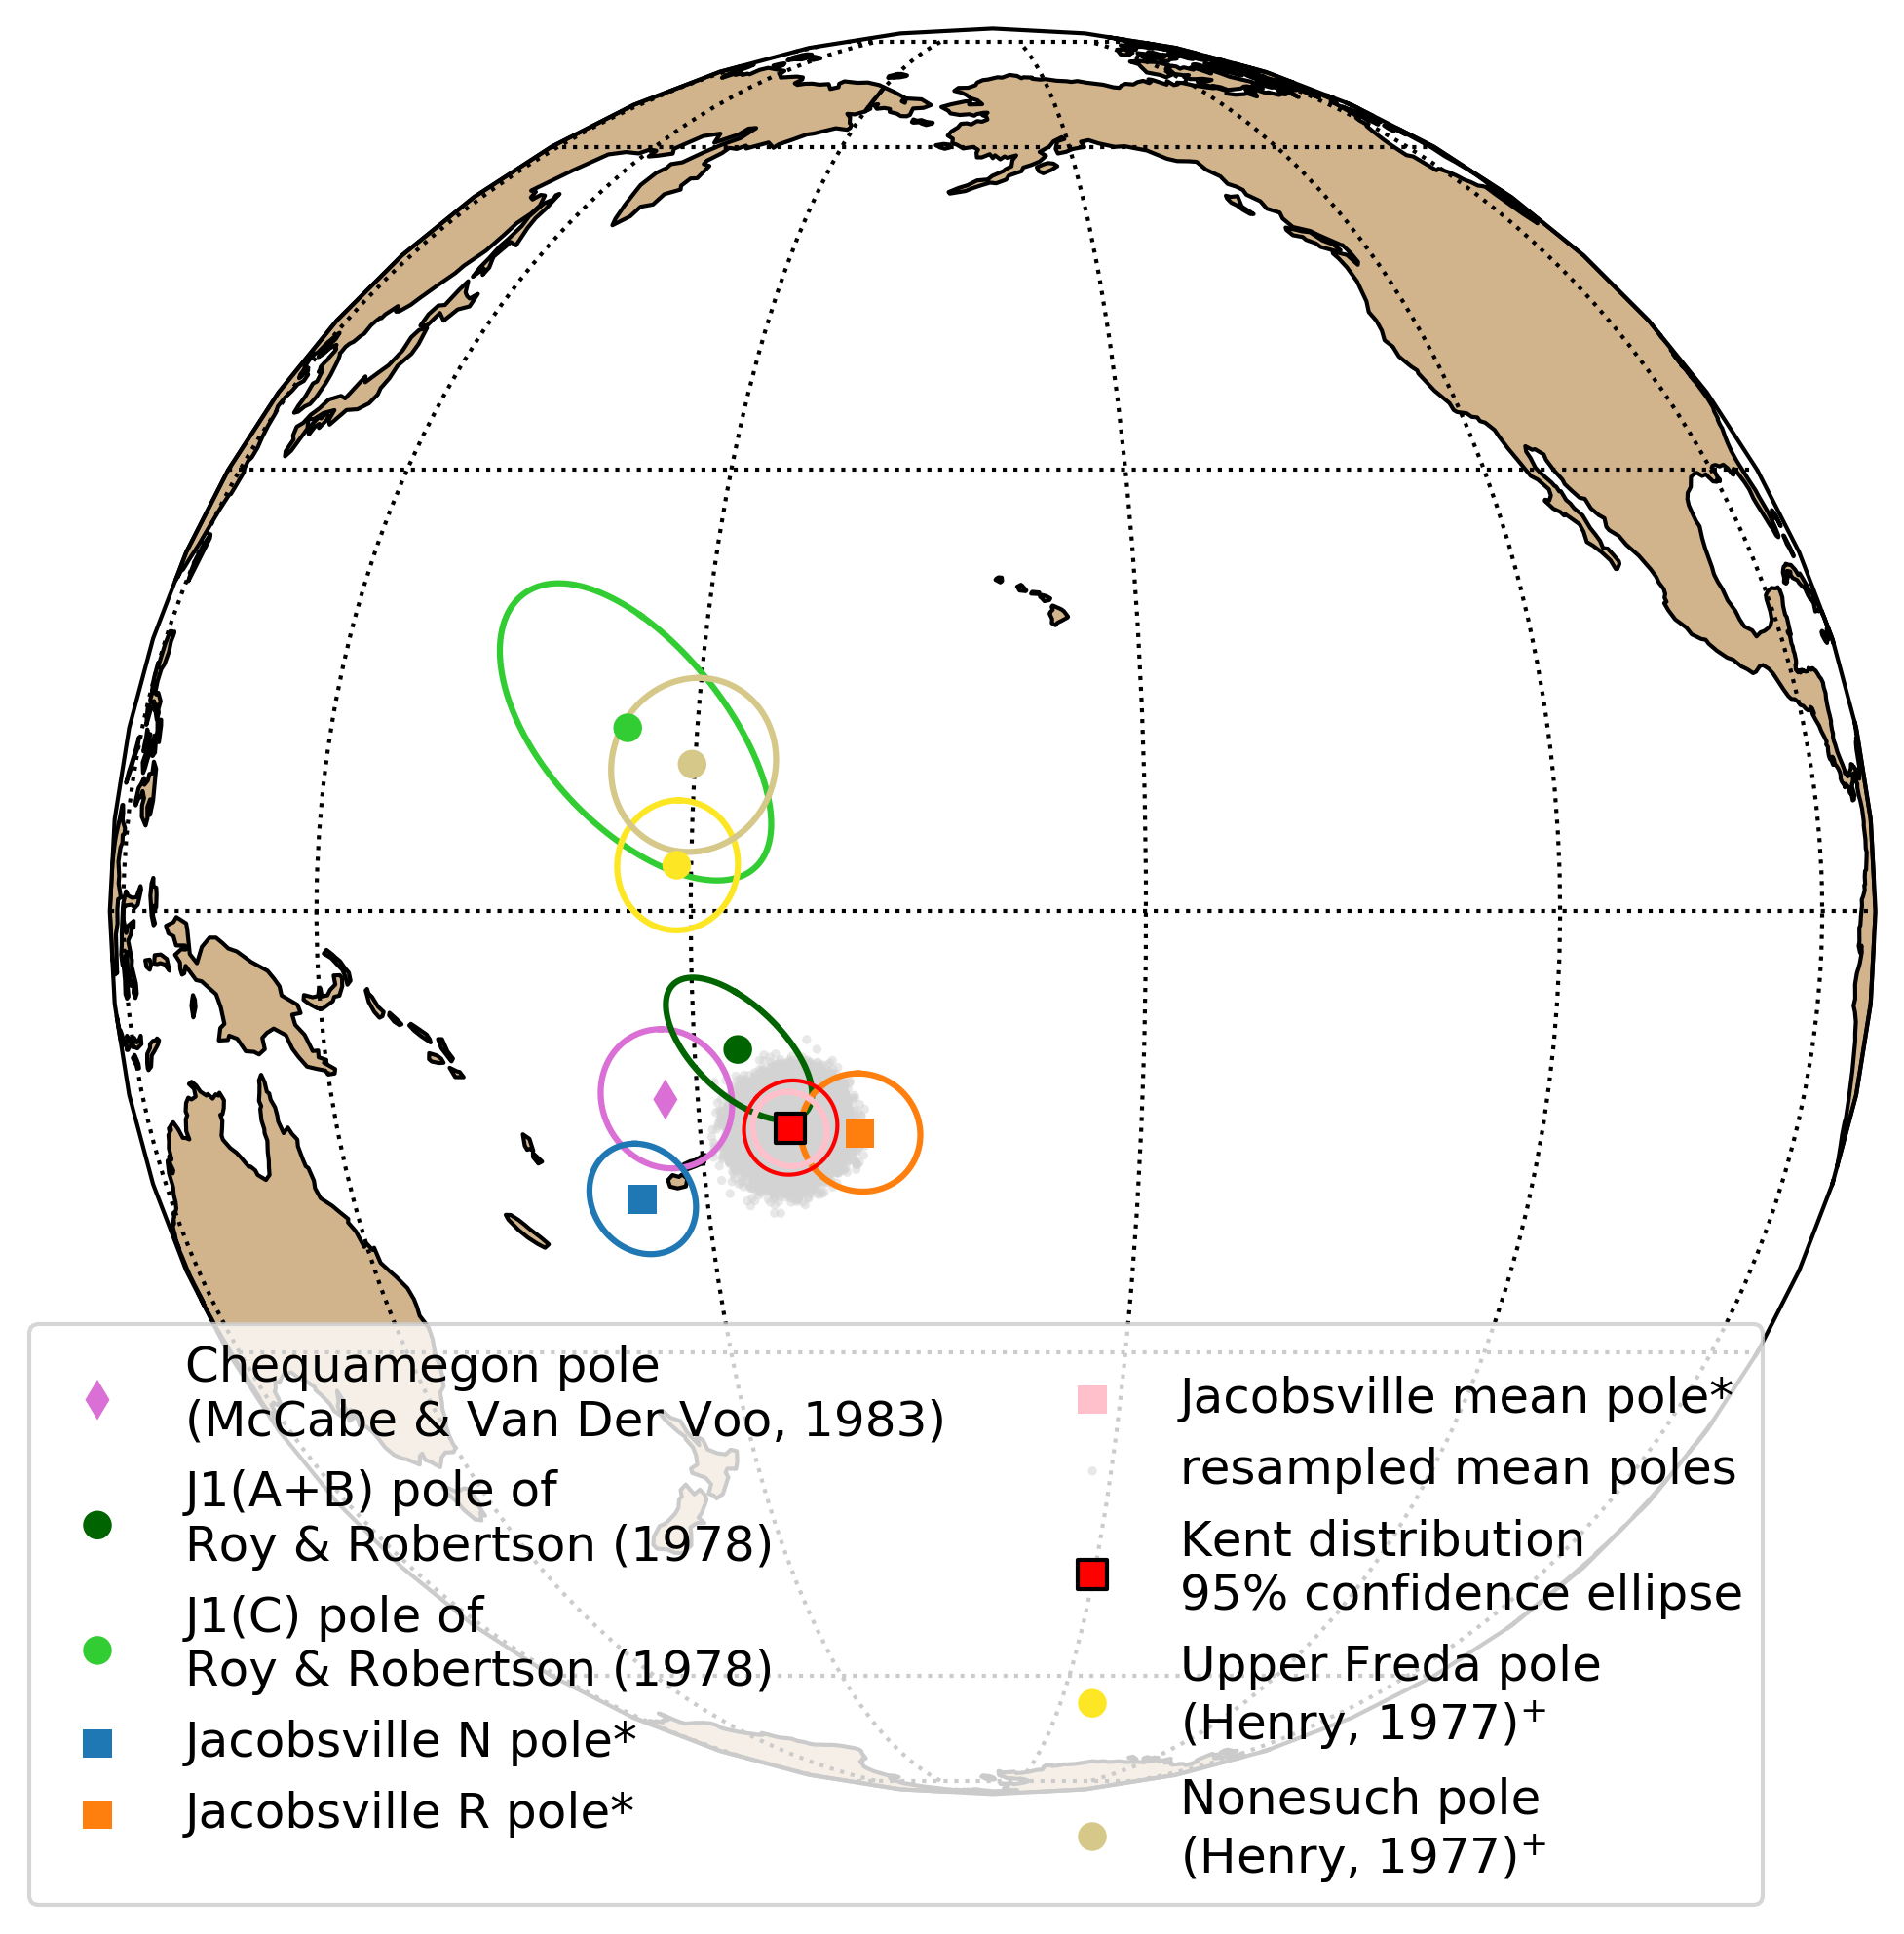 Chequamegon pole
(McCabe & Van Der Voo, 1983)
J1(A+B) pole of
Roy & Robertson (1978)
J1(C) pole of
Roy & Robertson (1978)
Jacobsville N pole*
Jacobsville R pole*
Jacobsville mean pole*
resampled mean poles
Kent distribution
95% confidence ellipse
Upper Freda pole
(Henry, 1977)⁺
Nonesuch pole
(Henry, 1977)⁺